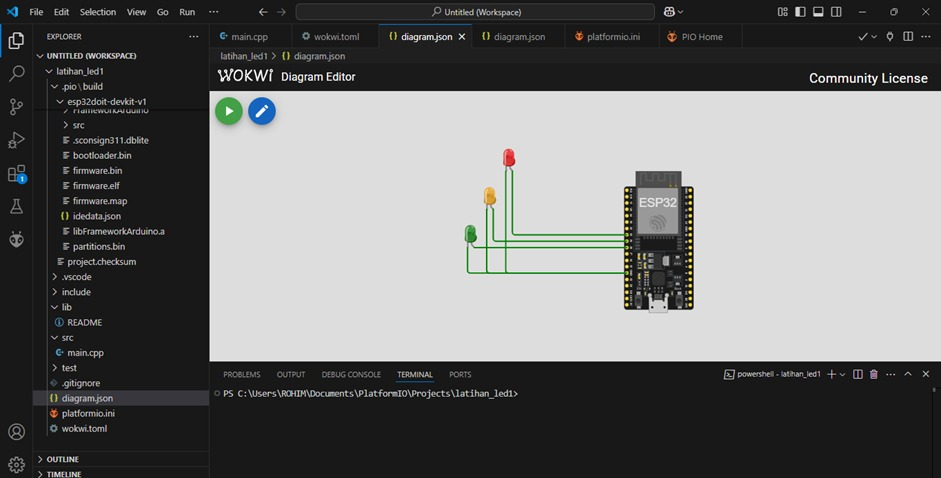 File Edit Selection View Go Run ··· Untitled (Workspace)
EXPLORER ···
UNTITLED (WORKSPACE)
latihan_led1
.pio \ build
esp32doit-devkit-v1
FrameworkArduino
src
.sconsign311.dblite
bootloader.bin
firmware.bin
firmware.elf
firmware.map
{} idedata.json
libFrameworkArduino.a
partitions.bin
project.checksum
.vscode
include
lib
README
src
main.cpp
test
.gitignore
{} diagram.json
platformio.ini
wokwi.toml
OUTLINE
TIMELINE
1
main.cpp wokwi.toml {} diagram.json {} diagram.json platformio.ini PIO Home
latihan_led1 > {} diagram.json
WOKWI Diagram Editor Community License
ESP32
PROBLEMS OUTPUT DEBUG CONSOLE TERMINAL PORTS powershell - latihan_led1
PS C:\Users\ROHIM\Documents\PlatformIO\Projects\latihan_led1>